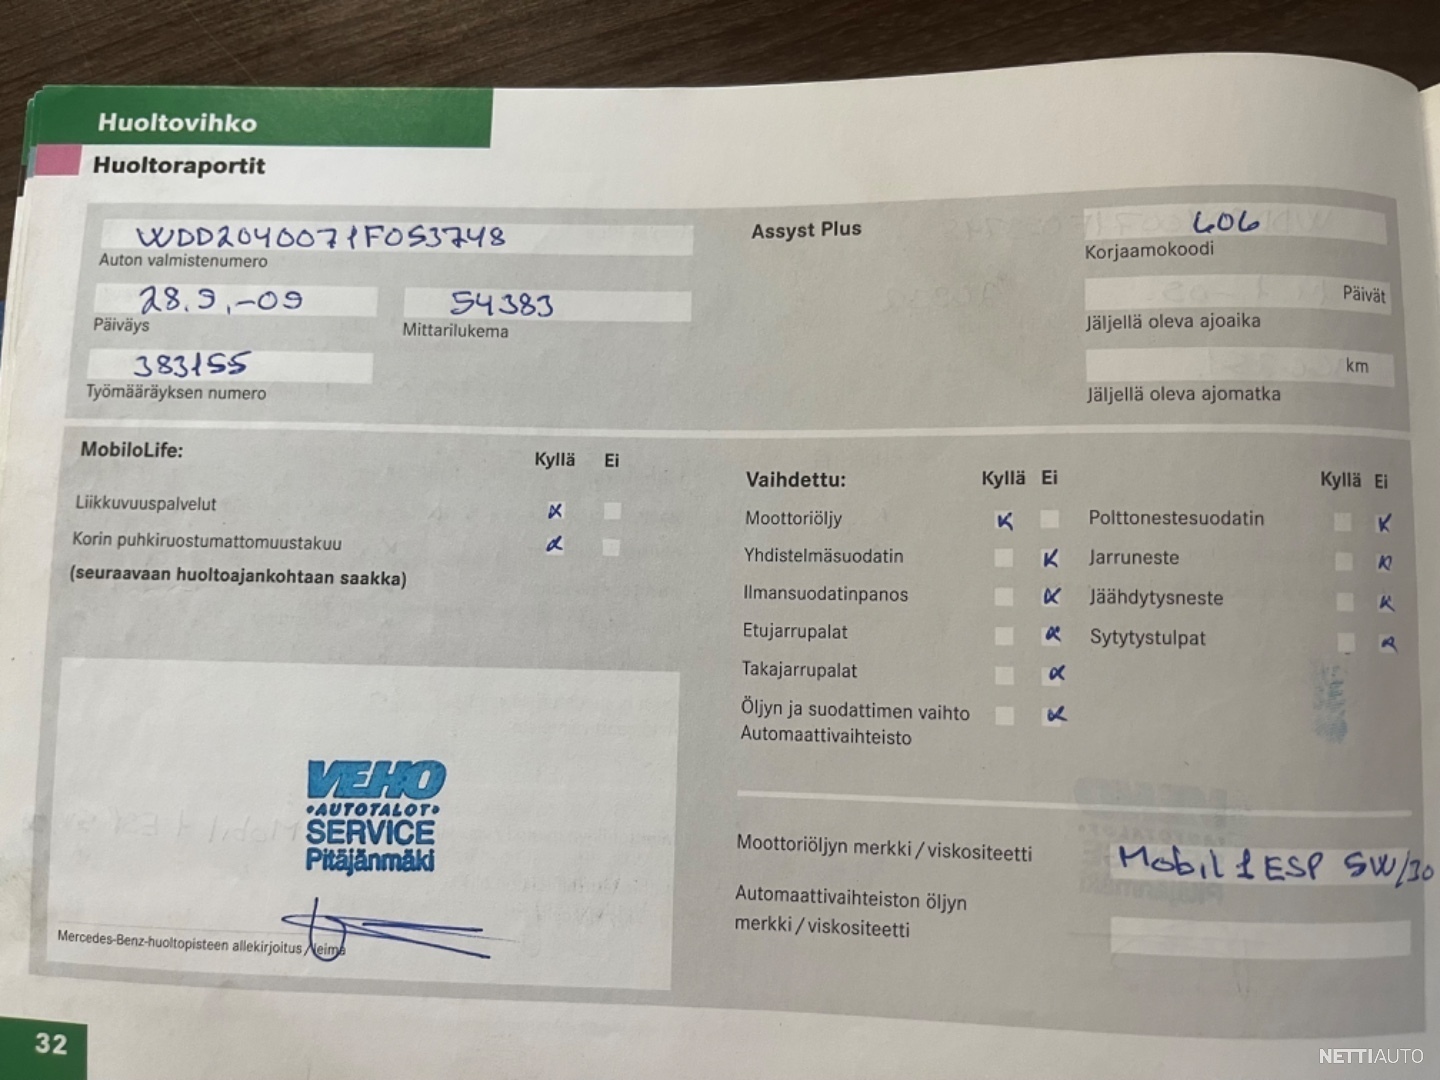 Huoltovihko
Huoltoraportit
WDD2040071F053748
Auton valmistenumero
28.9.-09
Päiväys
54383
Mittarilukema
383155
Työmääräyksen numero
Assyst Plus
606
Korjaamokoodi
Päivät
Jäljellä oleva ajoaika
km
Jäljellä oleva ajomatka
MobiloLife:
Kyllä Ei
Liikkuvuuspalvelut x
Korin puhkiruostumattomuustakuu x
(seuraavaan huoltoajankohtaan saakka)
VEHO
•AUTOTALOT•
SERVICE
Pitäjänmäki
Mercedes-Benz-huoltopisteen allekirjoitus/leima
Vaihdettu:
Kyllä Ei
Moottoriöljy x
Yhdistelmäsuodatin x
Ilmansuodatinpanos x
Etujarrupalat x
Takajarrupalat x
Öljyn ja suodattimen vaihto x
Automaattivaihteisto
Kyllä Ei
Polttonestesuodatin x
Jarruneste x
Jäähdytysneste x
Sytytystulpat x
Moottoriöljyn merkki/viskositeetti
Mobil 1 ESP 5W/30
Automaattivaihteiston öljyn
merkki/viskositeetti
32
NETTIAUTO